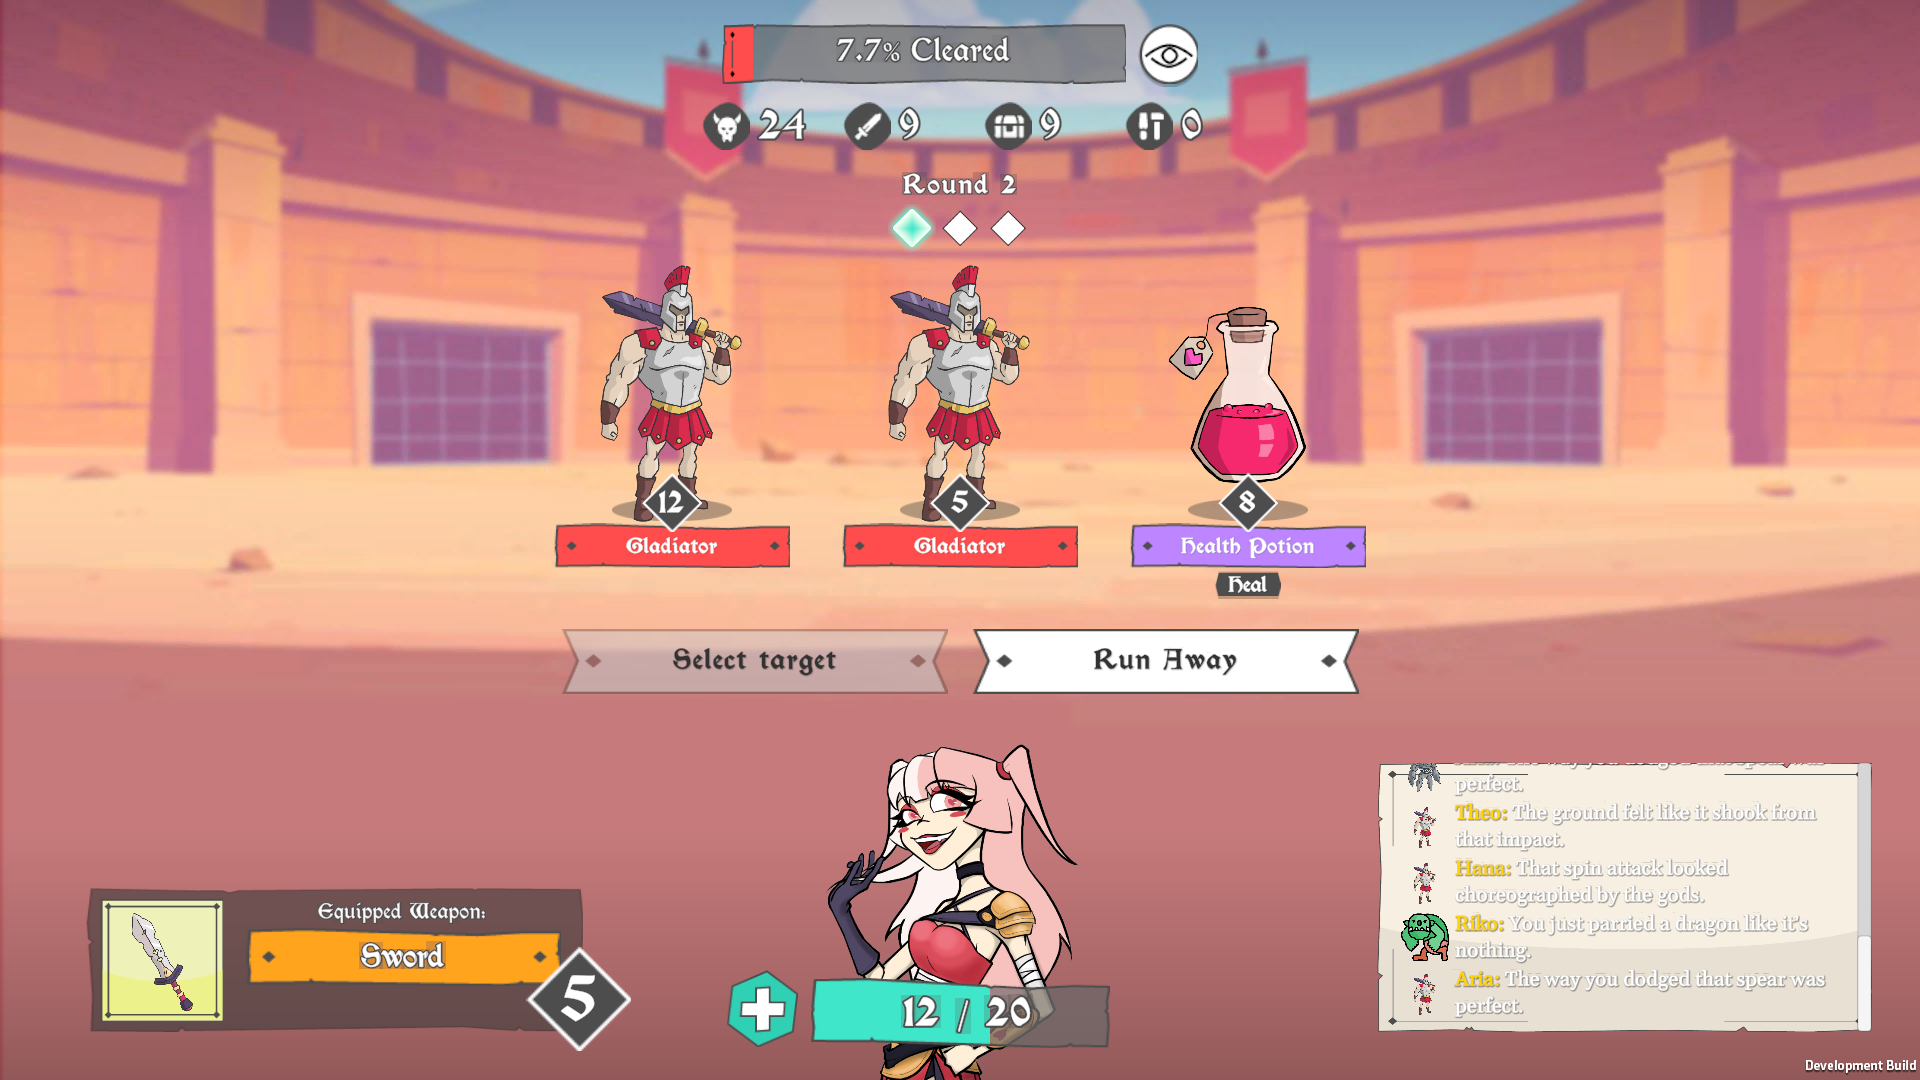 7.7% Cleared
24
9
9
0
Round 2
12
5
8
Gladiator
Gladiator
Health Potion
Heal
Select target
Run Away
Equipped Weapon:
Sword
5
12 / 20
perfect.
Theo: The ground felt like it shook from
that impact.
Hana: That spin attack looked
choreographed by the gods.
Riko: You just parried a dragon like it's
nothing.
Aria: The way you dodged that spear was
perfect.
Development Build